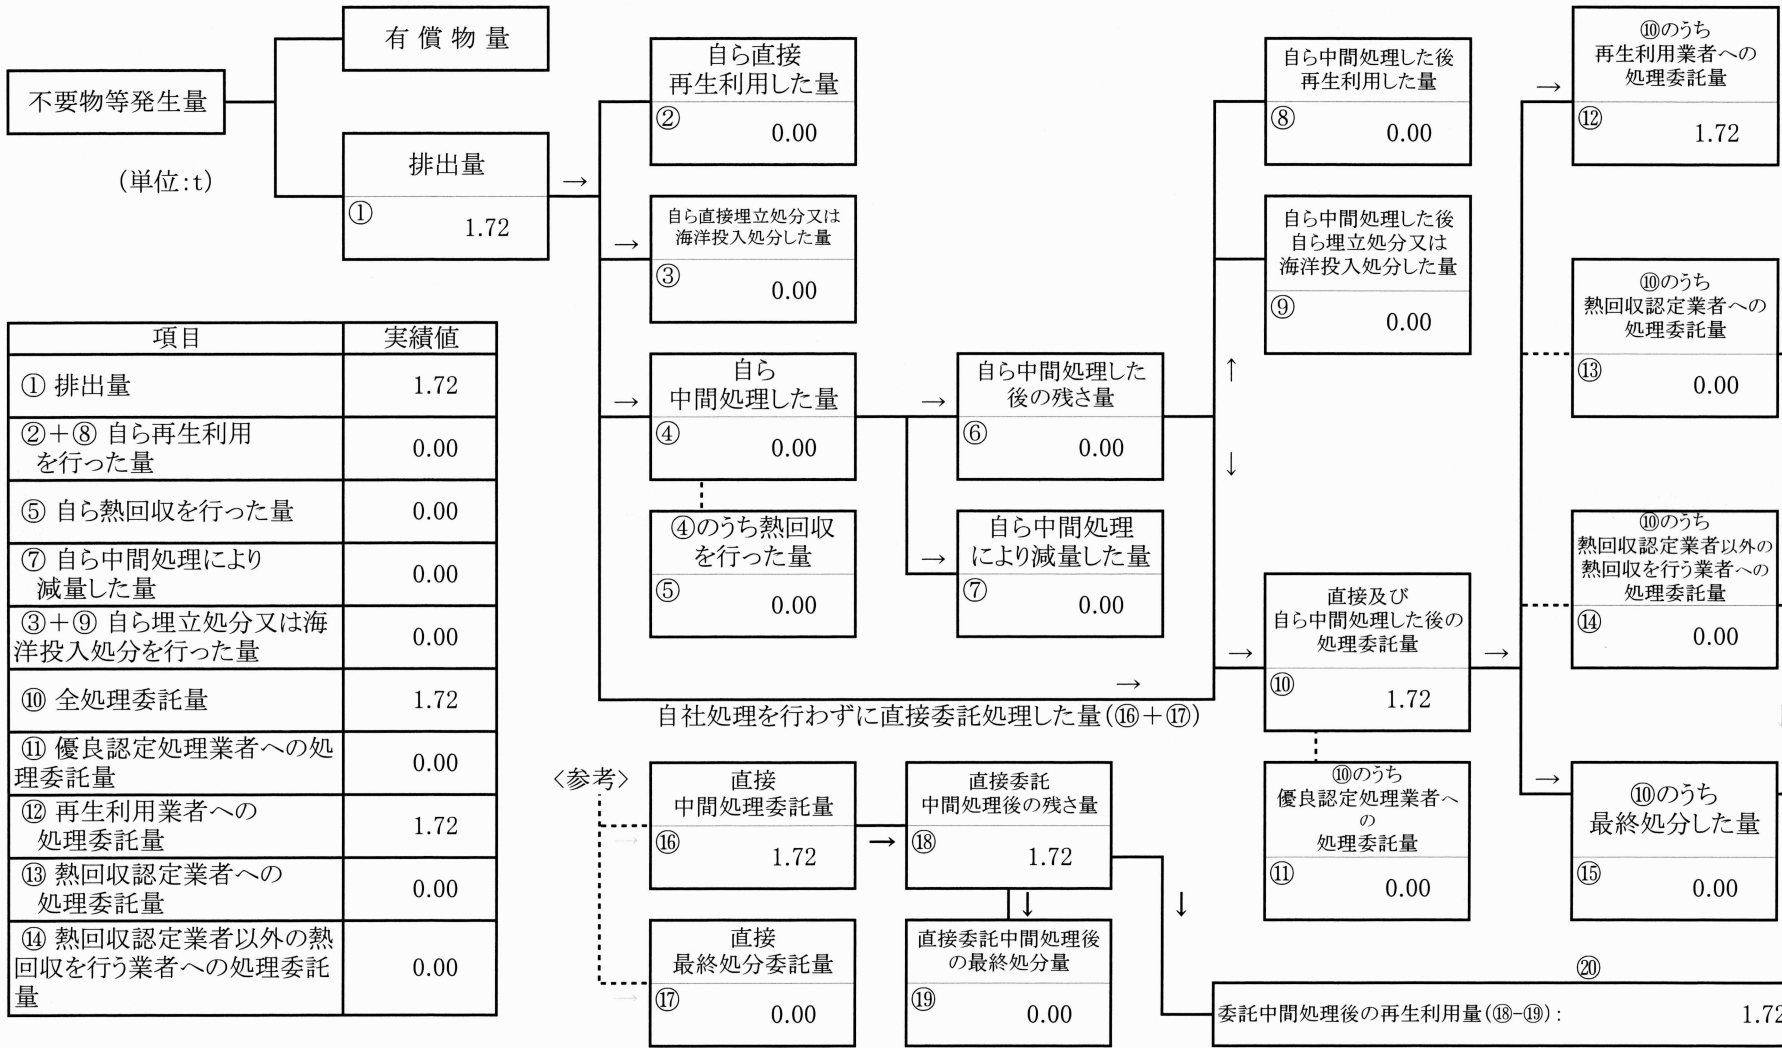 不要物等発生量
(単位:t)
有償物量
排出量
① 1.72
自ら直接
再生利用した量
② 0.00
自ら直接埋立処分又は
海洋投入処分した量
③ 0.00
自ら
中間処理した量
④ 0.00
④のうち熱回収
を行った量
⑤ 0.00
自ら中間処理した
後の残さ量
⑥ 0.00
自ら中間処理
により減量した量
⑦ 0.00
自ら中間処理した後
再生利用した量
⑧ 0.00
自ら中間処理した後
自ら埋立処分又は
海洋投入処分した量
⑨ 0.00
直接及び
自ら中間処理した後の
処理委託量
⑩ 1.72
⑩のうち
優良認定処理業者へ
の
処理委託量
⑪ 0.00
⑩のうち
再生利用業者への
処理委託量
⑫ 1.72
⑩のうち
熱回収認定業者への
処理委託量
⑬ 0.00
⑩のうち
熱回収認定業者以外の
熱回収を行う業者への
処理委託量
⑭ 0.00
⑩のうち
最終処分した量
⑮ 0.00
自社処理を行わずに直接委託処理した量(⑯+⑰)
<参考>
直接
中間処理委託量
⑯ 1.72
直接
最終処分委託量
⑰ 0.00
直接委託
中間処理後の残さ量
⑱ 1.72
直接委託中間処理後
の最終処分量
⑲ 0.00
⑳
委託中間処理後の再生利用量(⑱-⑲): 1.72
項目 実績値
① 排出量 1.72
②+⑧ 自ら再生利用
を行った量 0.00
⑤ 自ら熱回収を行った量 0.00
⑦ 自ら中間処理により
減量した量 0.00
③+⑨ 自ら埋立処分又は海
洋投入処分を行った量 0.00
⑩ 全処理委託量 1.72
⑪ 優良認定処理業者への処
理委託量 0.00
⑫ 再生利用業者への
処理委託量 1.72
⑬ 熱回収認定業者への
処理委託量 0.00
⑭ 熱回収認定業者以外の熱
回収を行う業者への処理委託
量 0.00